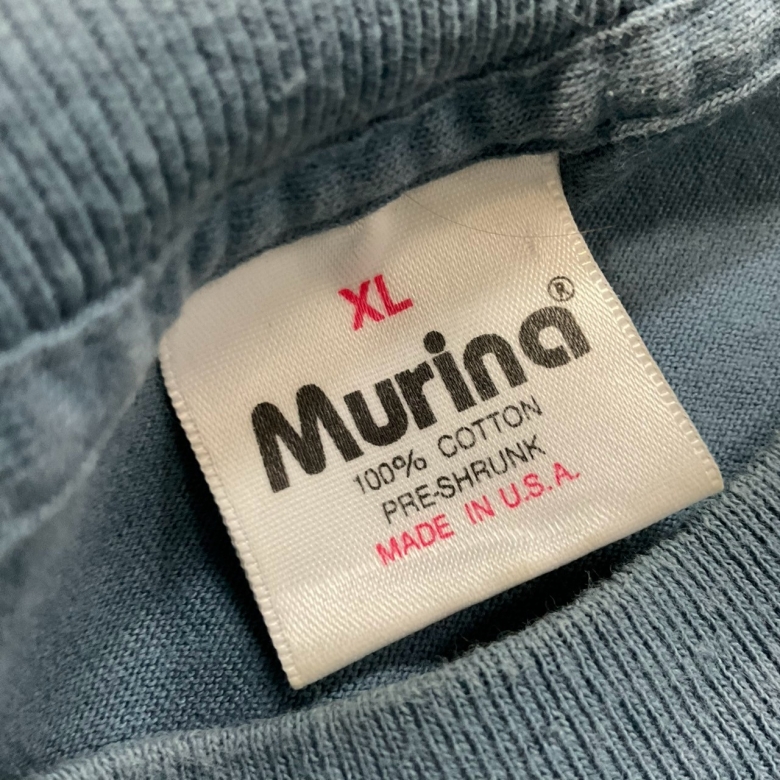 XL
Murina®
100% COTTON
PRE-SHRUNK
MADE IN U.S.A.